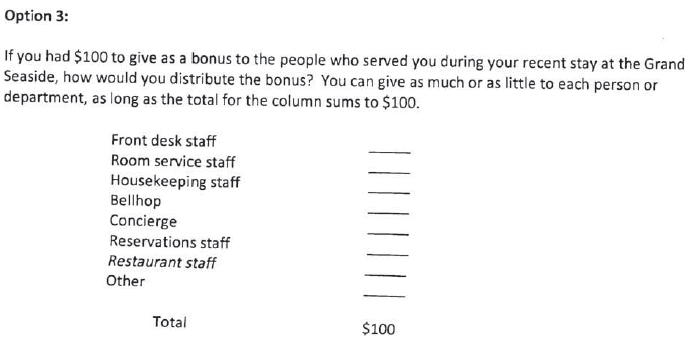 Option 3:
If you had $100 to give as a bonus to the people who served you during your recent stay at the Grand
Seaside, how would you distribute the bonus? You can give as much or as little to each person or
department, as long as the total for the column sums to $100.
Front desk staff
Room service staff
Housekeeping staff
Bellhop
Concierge
Reservations staff
Restaurant staff
Other
Total $100